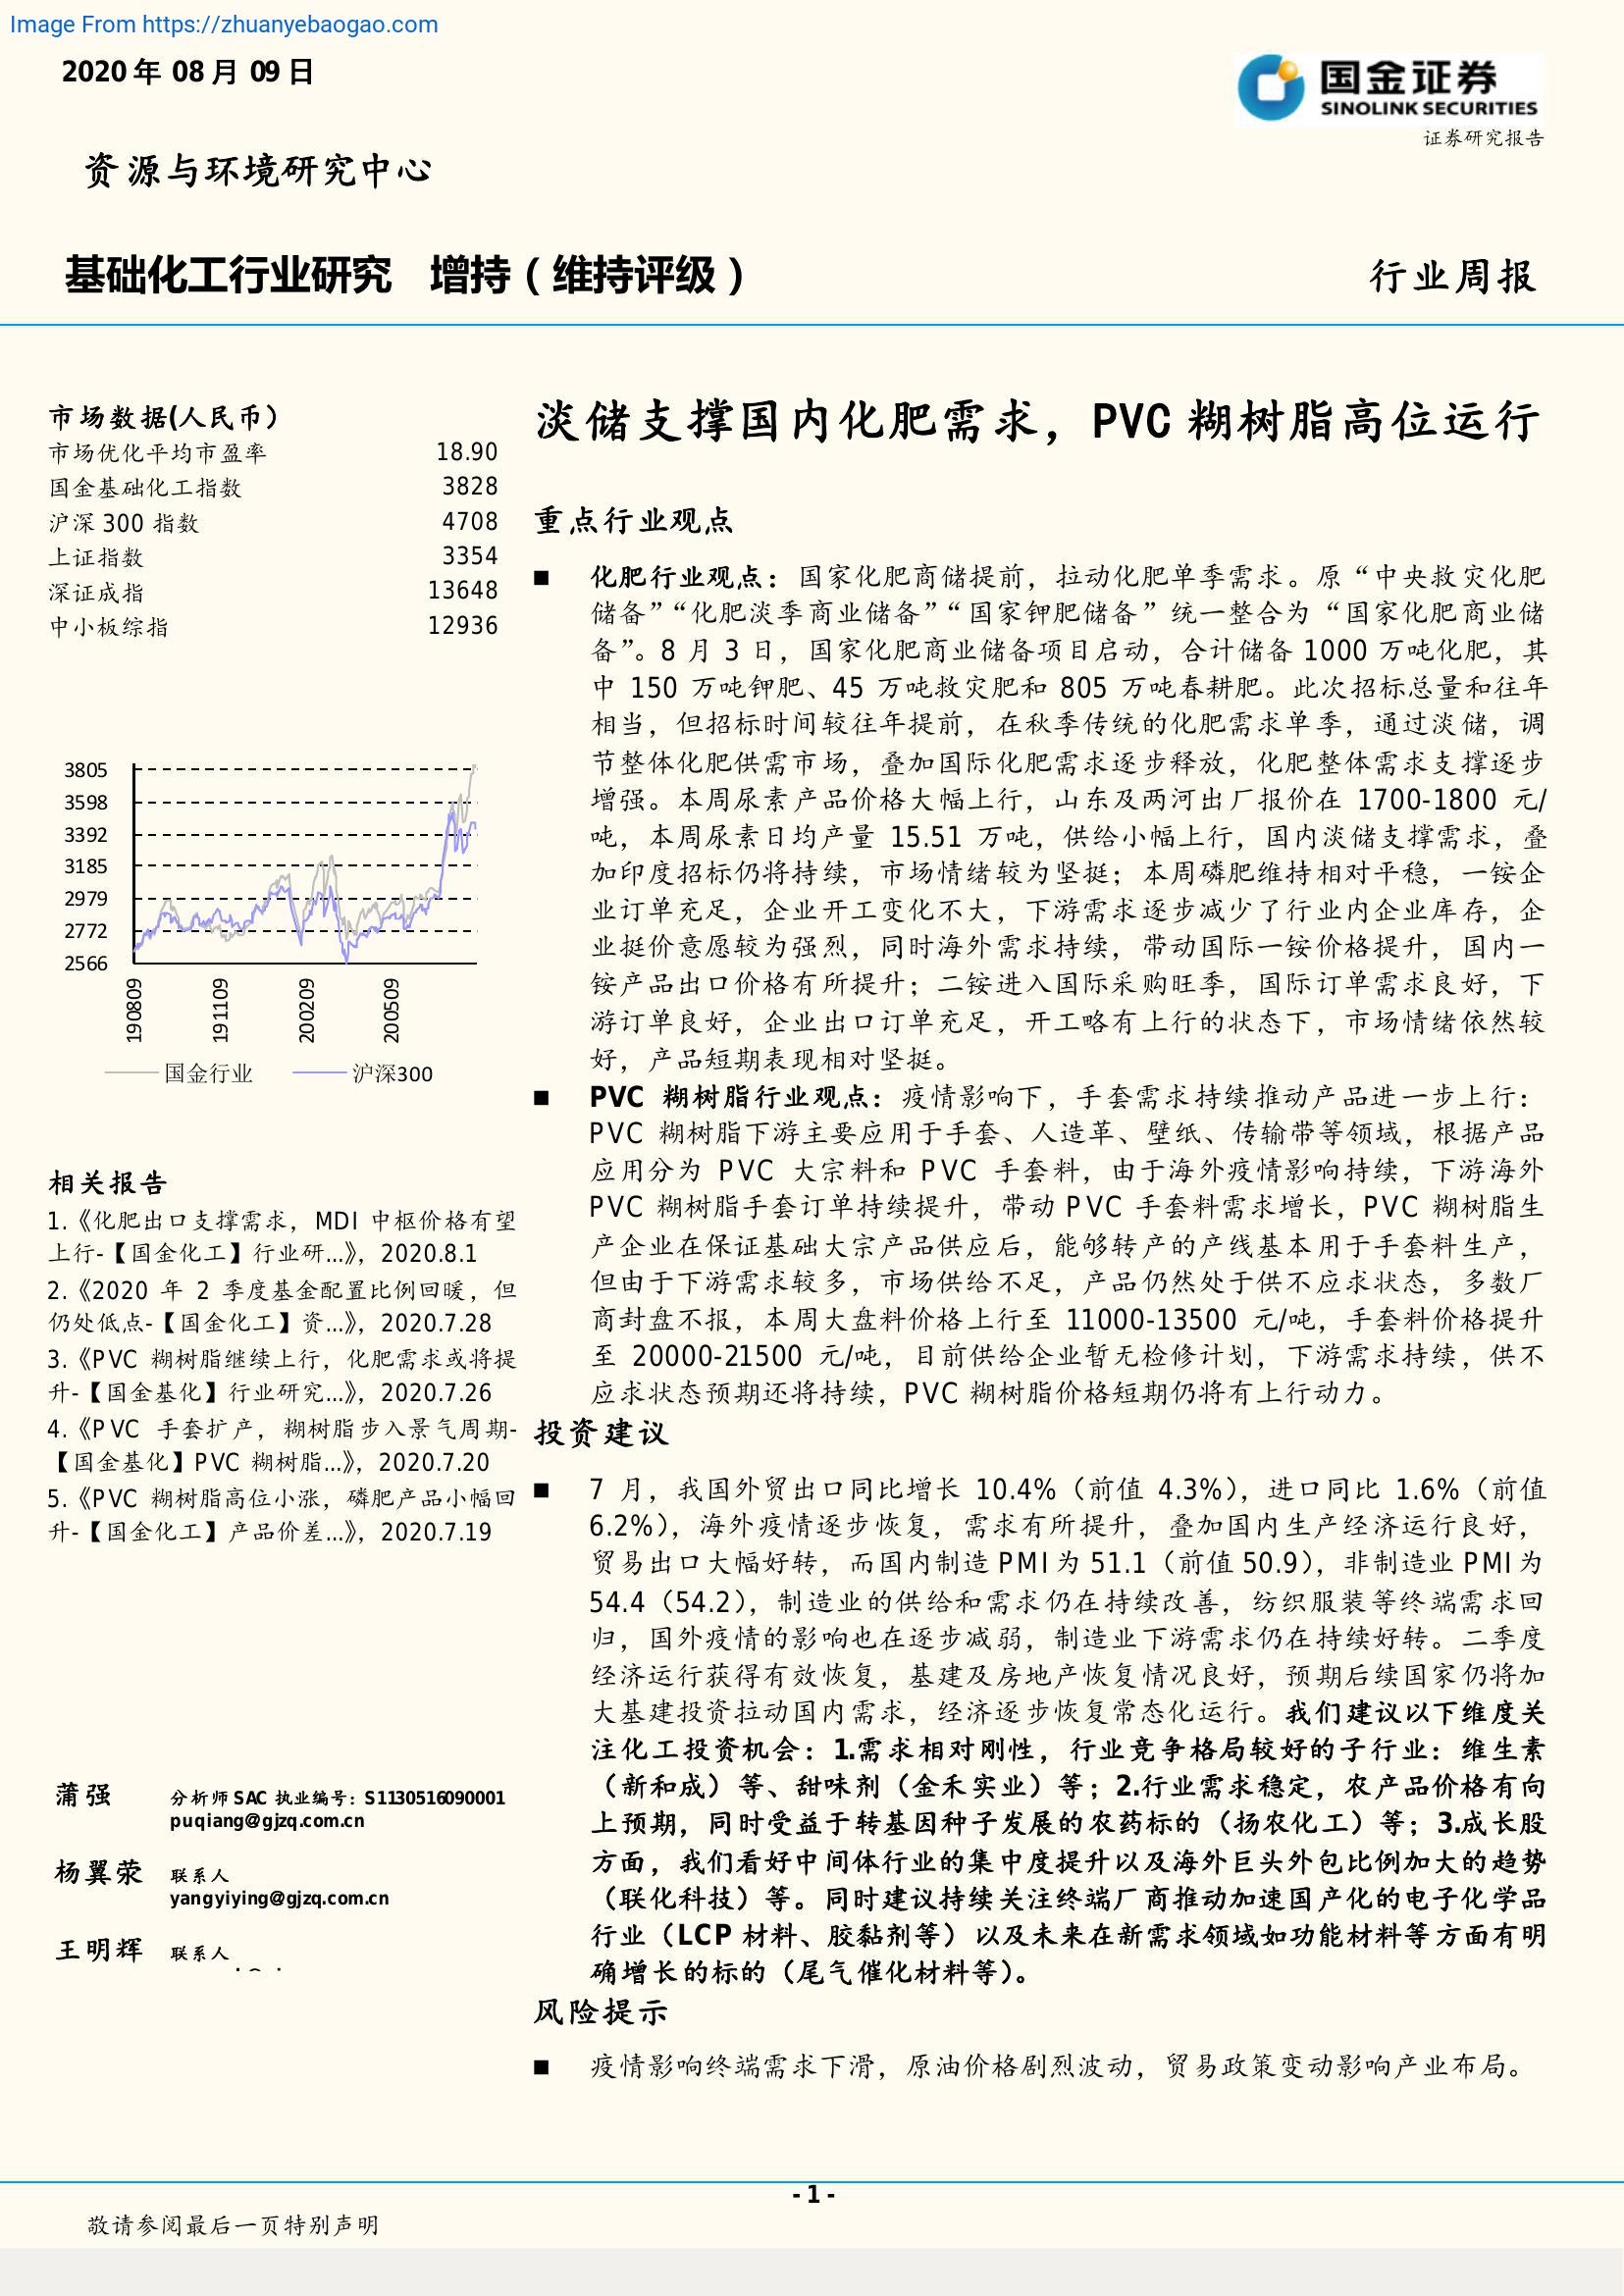 Image From https://zhuanyebaogao.com
2020 年 08 月 09 日
国金证券
SINOLINK SECURITIES
证券研究报告
资源与环境研究中心
基础化工行业研究 增持（维持评级）
行业周报
市场数据(人民币）
市场优化平均市盈率 18.90
国金基础化工指数 3828
沪深 300 指数 4708
上证指数 3354
深证成指 13648
中小板综指 12936
3805
3598
3392
3185
2979
2772
2566
190809
191109
200209
200509
国金行业 沪深300
相关报告
1.《化肥出口支撑需求，MDI 中枢价格有望
上行-【国金化工】行业研...》，2020.8.1
2.《2020 年 2 季度基金配置比例回暖，但
仍处低点-【国金化工】资...》，2020.7.28
3.《PVC 糊树脂继续上行，化肥需求或将提
升-【国金基化】行业研究...》，2020.7.26
4.《PVC 手套扩产，糊树脂步入景气周期-
【国金基化】PVC 糊树脂...》，2020.7.20
5.《PVC 糊树脂高位小涨，磷肥产品小幅回
升-【国金化工】产品价差...》，2020.7.19
蒲强 分析师 SAC 执业编号：S1130516090001
puqiang@gjzq.com.cn
杨翼荥 联系人
yangyiying@gjzq.com.cn
王明辉 联系人
淡储支撑国内化肥需求，PVC 糊树脂高位运行
重点行业观点
■ 化肥行业观点：国家化肥商储提前，拉动化肥单季需求。原“中央救灾化肥
储备”“化肥淡季商业储备”“国家钾肥储备”统一整合为“国家化肥商业储
备”。8 月 3 日，国家化肥商业储备项目启动，合计储备 1000 万吨化肥，其
中 150 万吨钾肥、45 万吨救灾肥和 805 万吨春耕肥。此次招标总量和往年
相当，但招标时间较往年提前，在秋季传统的化肥需求单季，通过淡储，调
节整体化肥供需市场，叠加国际化肥需求逐步释放，化肥整体需求支撑逐步
增强。本周尿素产品价格大幅上行，山东及两河出厂报价在 1700-1800 元/
吨，本周尿素日均产量 15.51 万吨，供给小幅上行，国内淡储支撑需求，叠
加印度招标仍将持续，市场情绪较为坚挺；本周磷肥维持相对平稳，一铵企
业订单充足，企业开工变化不大，下游需求逐步减少了行业内企业库存，企
业挺价意愿较为强烈，同时海外需求持续，带动国际一铵价格提升，国内一
铵产品出口价格有所提升；二铵进入国际采购旺季，国际订单需求良好，下
游订单良好，企业出口订单充足，开工略有上行的状态下，市场情绪依然较
好，产品短期表现相对坚挺。
■ PVC 糊树脂行业观点：疫情影响下，手套需求持续推动产品进一步上行：
PVC 糊树脂下游主要应用于手套、人造革、壁纸、传输带等领域，根据产品
应用分为 PVC 大宗料和 PVC 手套料，由于海外疫情影响持续，下游海外
PVC 糊树脂手套订单持续提升，带动 PVC 手套料需求增长，PVC 糊树脂生
产企业在保证基础大宗产品供应后，能够转产的产线基本用于手套料生产，
但由于下游需求较多，市场供给不足，产品仍然处于供不应求状态，多数厂
商封盘不报，本周大盘料价格上行至 11000-13500 元/吨，手套料价格提升
至 20000-21500 元/吨，目前供给企业暂无检修计划，下游需求持续，供不
应求状态预期还将持续，PVC 糊树脂价格短期仍将有上行动力。
投资建议
■ 7 月，我国外贸出口同比增长 10.4%（前值 4.3%），进口同比 1.6%（前值
6.2%），海外疫情逐步恢复，需求有所提升，叠加国内生产经济运行良好，
贸易出口大幅好转，而国内制造 PMI 为 51.1（前值 50.9），非制造业 PMI 为
54.4（54.2），制造业的供给和需求仍在持续改善，纺织服装等终端需求回
归，国外疫情的影响也在逐步减弱，制造业下游需求仍在持续好转。二季度
经济运行获得有效恢复，基建及房地产恢复情况良好，预期后续国家仍将加
大基建投资拉动国内需求，经济逐步恢复常态化运行。我们建议以下维度关
注化工投资机会：1.需求相对刚性，行业竞争格局较好的子行业：维生素
（新和成）等、甜味剂（金禾实业）等；2.行业需求稳定，农产品价格有向
上预期，同时受益于转基因种子发展的农药标的（扬农化工）等；3.成长股
方面，我们看好中间体行业的集中度提升以及海外巨头外包比例加大的趋势
（联化科技）等。同时建议持续关注终端厂商推动加速国产化的电子化学品
行业（LCP 材料、胶黏剂等）以及未来在新需求领域如功能材料等方面有明
确增长的标的（尾气催化材料等）。
风险提示
■ 疫情影响终端需求下滑，原油价格剧烈波动，贸易政策变动影响产业布局。
- 1 -
敬请参阅最后一页特别声明